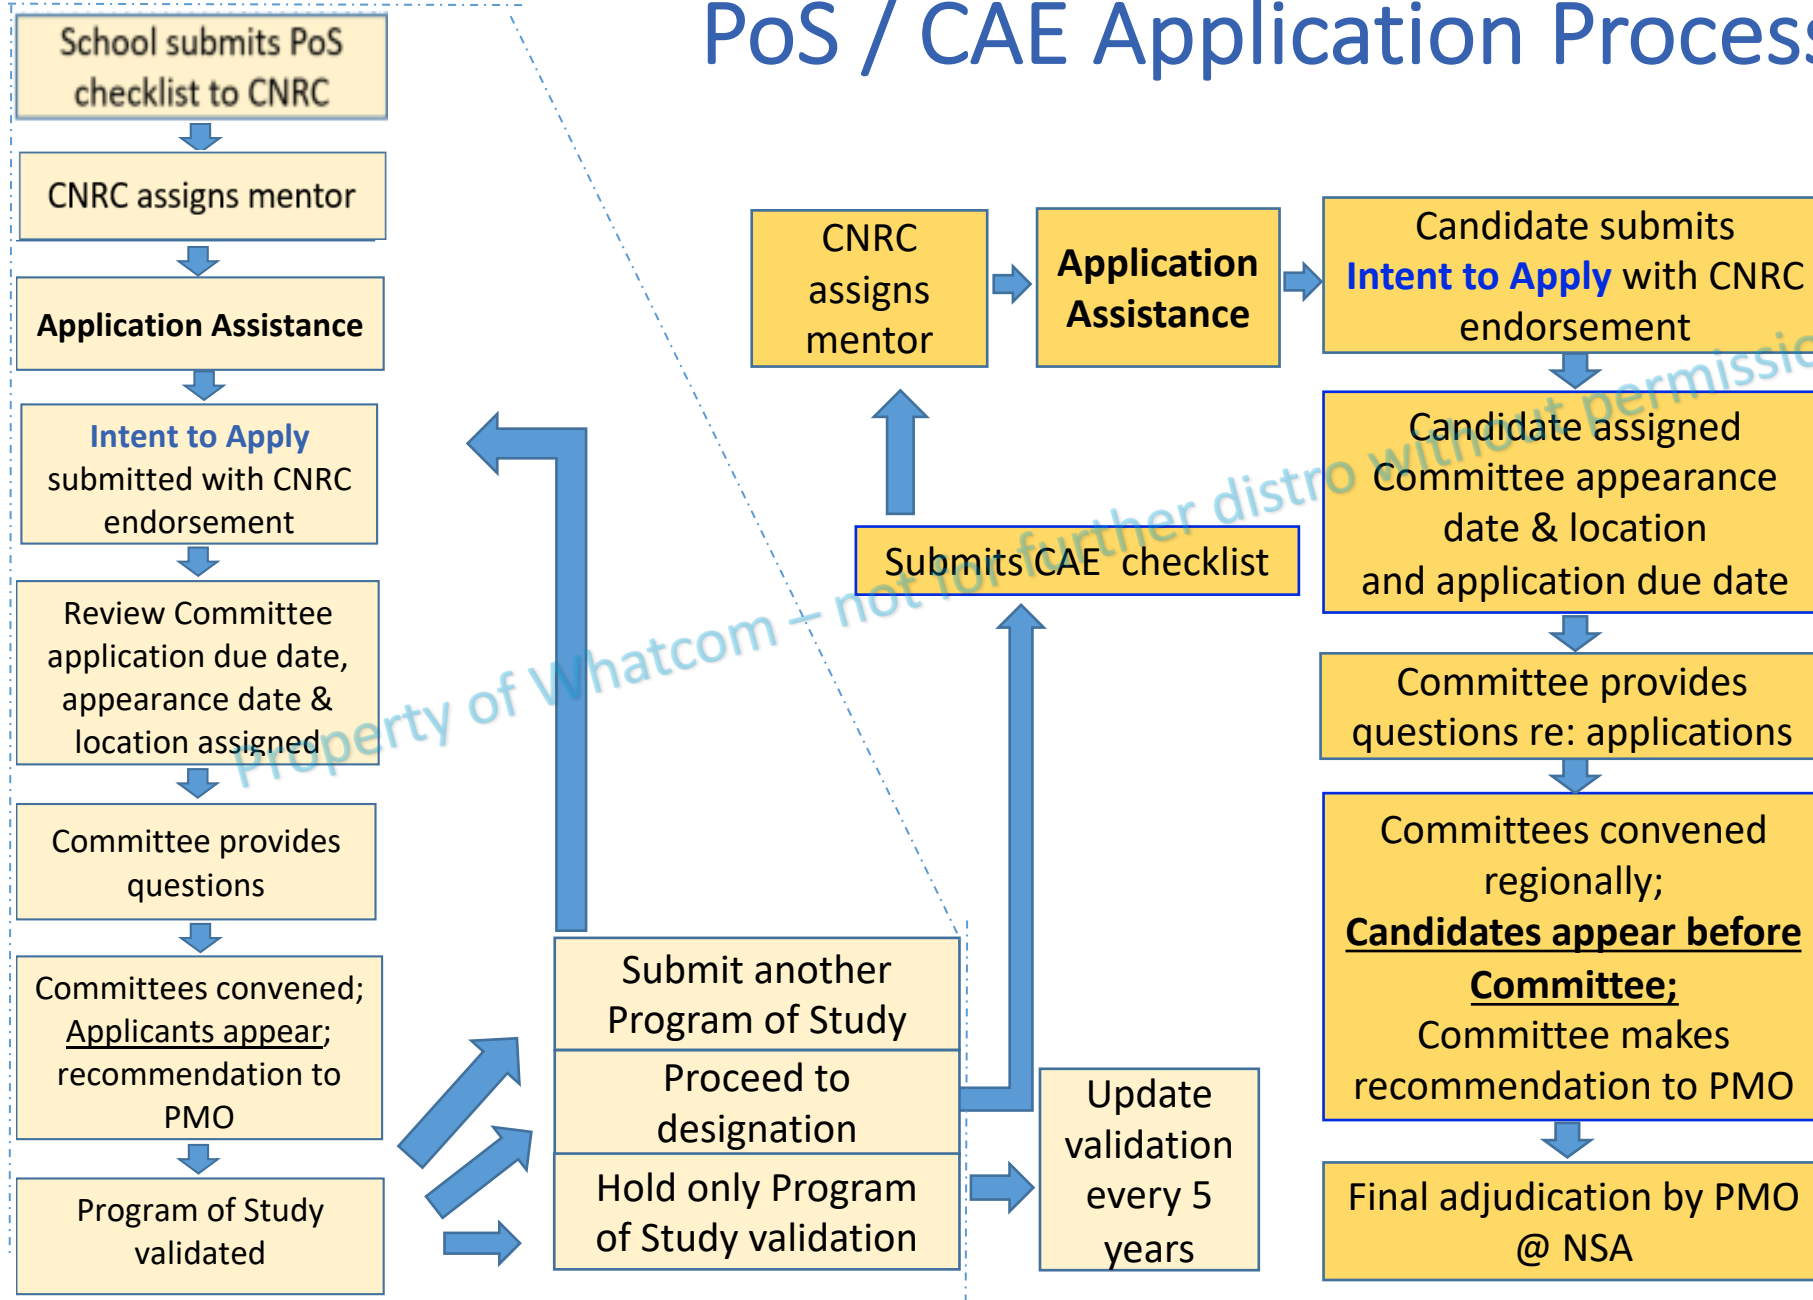 PoS / CAE Application Process
School submits PoS
checklist to CNRC
CNRC assigns mentor
Application Assistance
Intent to Apply
submitted with CNRC
endorsement
Review Committee
application due date,
appearance date &
location assigned
Committee provides
questions
Committees convened;
Applicants appear;
recommendation to
PMO
Program of Study
validated
Submit another
Program of Study
Proceed to
designation
Hold only Program
of Study validation
Update
validation
every 5
years
Submits CAE checklist
CNRC
assigns
mentor
Application
Assistance
Candidate submits
Intent to Apply with CNRC
endorsement
Candidate assigned
Committee appearance
date & location
and application due date
Committee provides
questions re: applications
Committees convened
regionally;
Candidates appear before
Committee;
Committee makes
recommendation to PMO
Final adjudication by PMO
@ NSA
Property of Whatcom – not for further distro without permissio